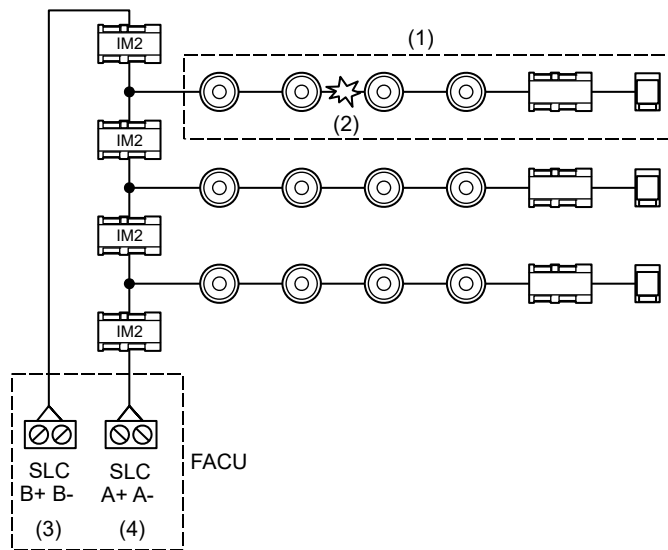 IM2
(1)
(2)
IM2
IM2
IM2
FACU
SLC
B+ B-
(3)
SLC
A+ A-
(4)